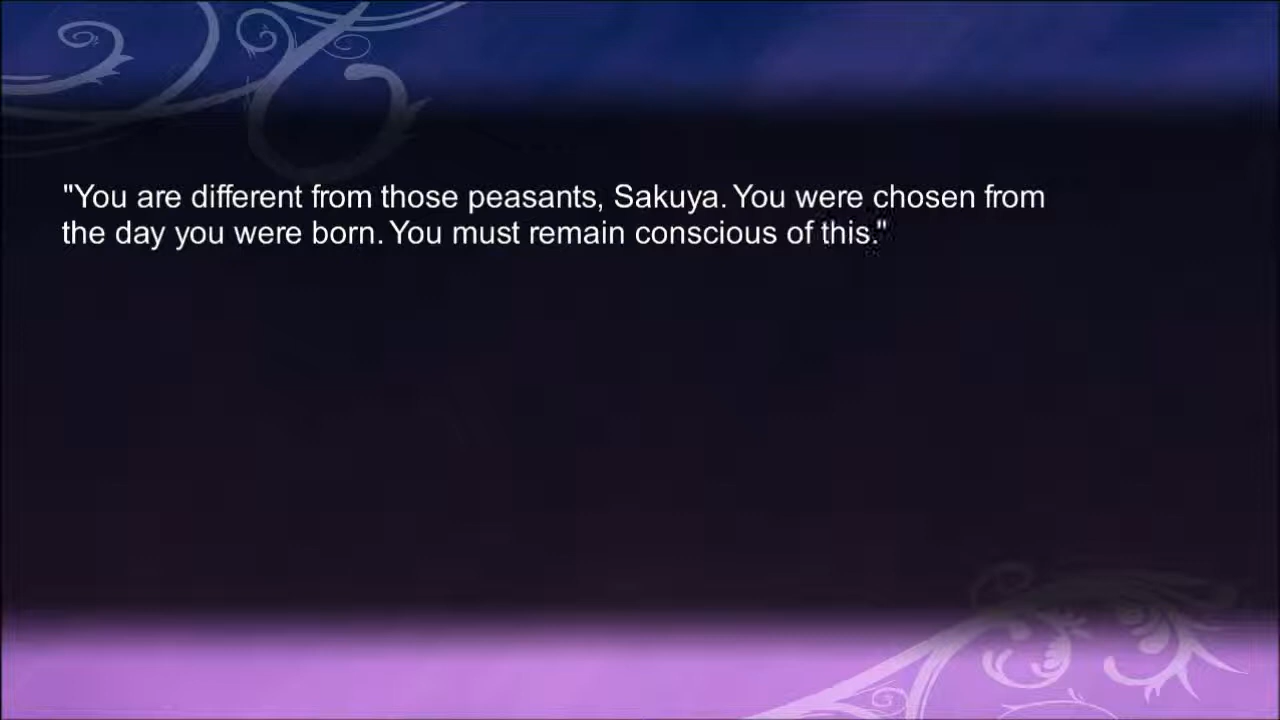 "You are different from those peasants, Sakuya. You were chosen from
the day you were born. You must remain conscious of this."